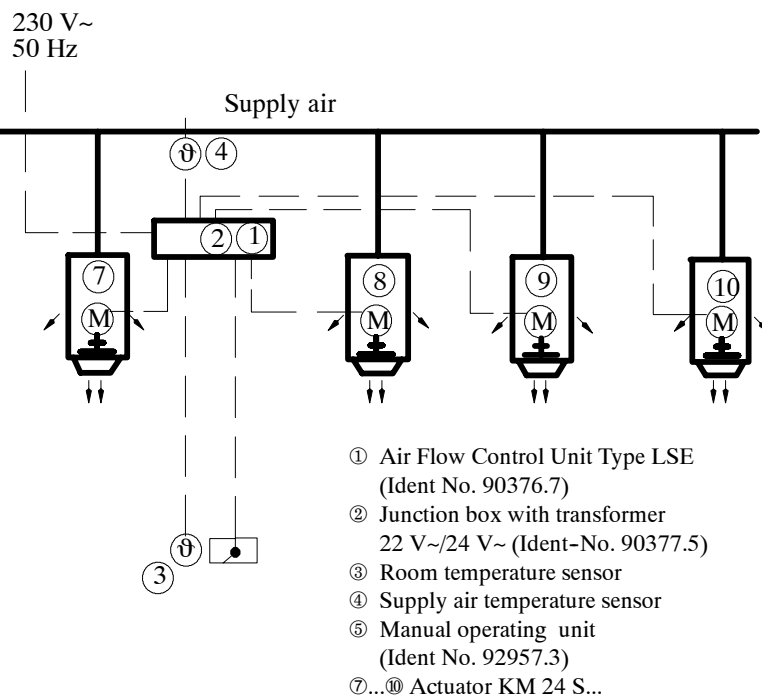 230 V~
50 Hz
Supply air
ϑ 4
2 1
7
8
9
10
M
M
M
M
ϑ
3
① Air Flow Control Unit Type LSE
(Ident No. 90376.7)
② Junction box with transformer
22 V~/24 V~ (Ident-No. 90377.5)
③ Room temperature sensor
④ Supply air temperature sensor
⑤ Manual operating unit
(Ident No. 92957.3)
⑦...⑩ Actuator KM 24 S...